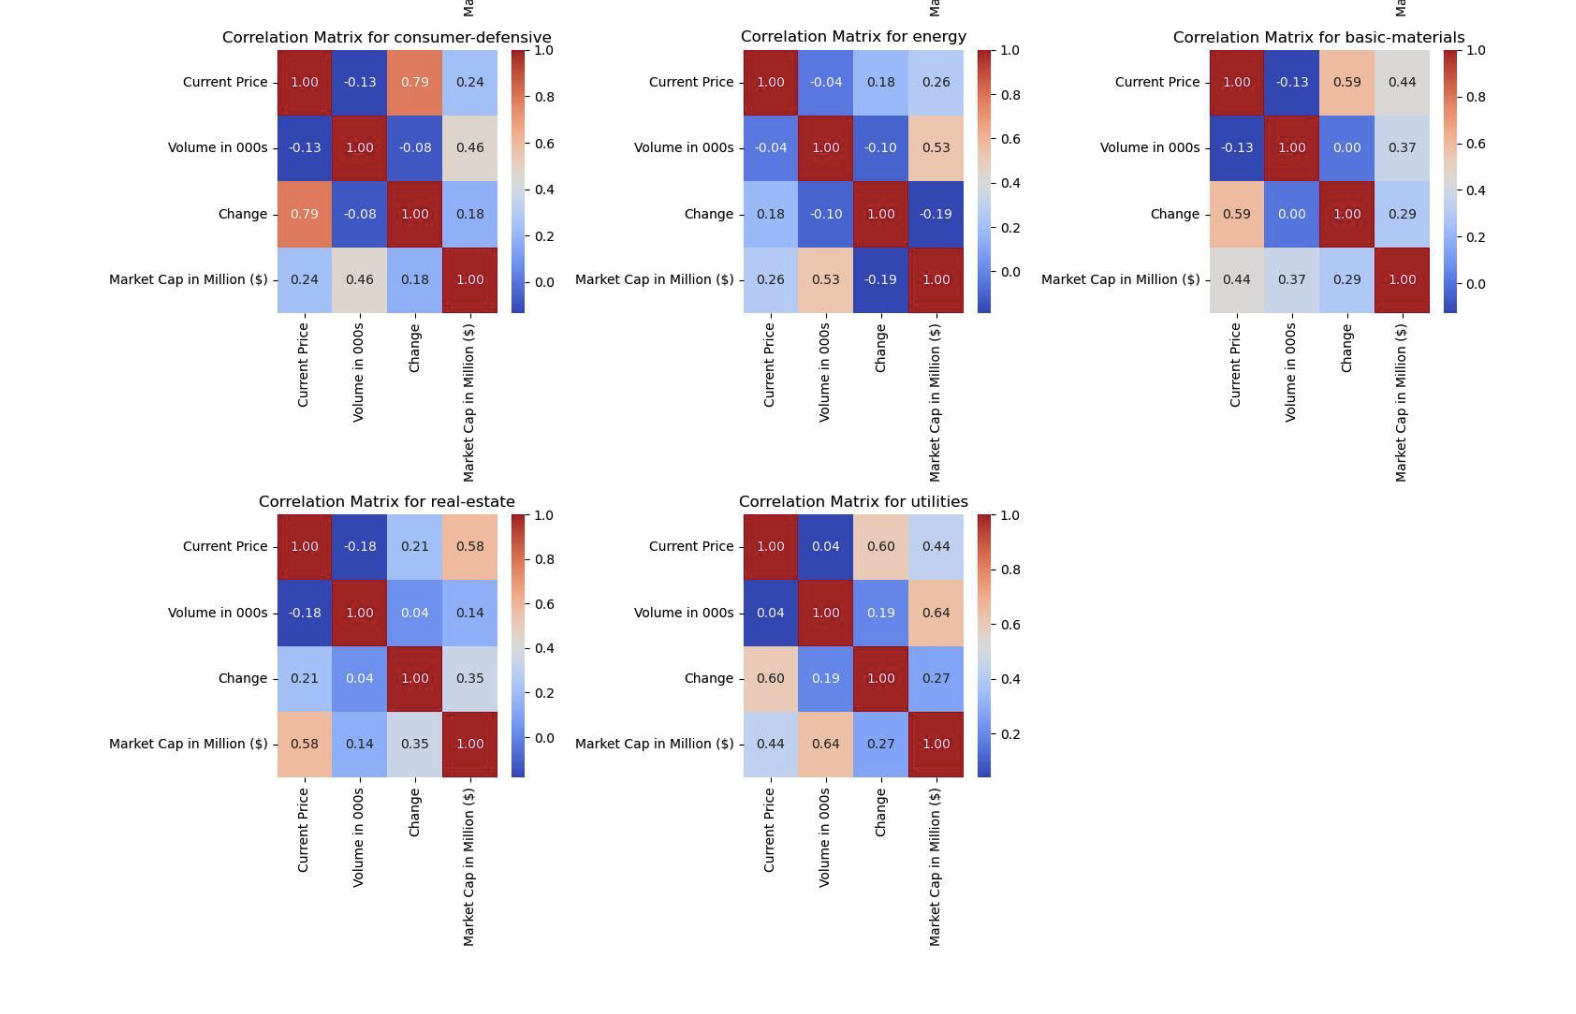 Ma
Ma
Ma
Correlation Matrix for consumer-defensive
1.0
Current Price
1.00 -0.13 0.79 0.24
0.8
Volume in 000s
-0.13 1.00 -0.08 0.46
0.6
0.4
Change
0.79 -0.08 1.00 0.18
0.2
Market Cap in Million ($)
0.24 0.46 0.18 1.00
0.0
Current Price
Volume in 000s
Change
Market Cap in Million ($)
Correlation Matrix for energy
1.0
Current Price
1.00 -0.04 0.18 0.26
0.8
Volume in 000s
-0.04 1.00 -0.10 0.53
0.6
0.4
Change
0.18 -0.10 1.00 -0.19
0.2
Market Cap in Million ($)
0.26 0.53 -0.19 1.00
0.0
Current Price
Volume in 000s
Change
Market Cap in Million ($)
Correlation Matrix for basic-materials
1.0
Current Price
1.00 -0.13 0.59 0.44
0.8
Volume in 000s
-0.13 1.00 0.00 0.37
0.6
0.4
Change
0.59 0.00 1.00 0.29
0.2
Market Cap in Million ($)
0.44 0.37 0.29 1.00
0.0
Current Price
Volume in 000s
Change
Market Cap in Million ($)
Correlation Matrix for real-estate
1.0
Current Price
1.00 -0.18 0.21 0.58
0.8
Volume in 000s
-0.18 1.00 0.04 0.14
0.6
0.4
Change
0.21 0.04 1.00 0.35
0.2
Market Cap in Million ($)
0.58 0.14 0.35 1.00
0.0
Current Price
Volume in 000s
Change
Market Cap in Million ($)
Correlation Matrix for utilities
1.0
Current Price
1.00 0.04 0.60 0.44
0.8
Volume in 000s
0.04 1.00 0.19 0.64
0.6
Change
0.60 0.19 1.00 0.27
0.4
Market Cap in Million ($)
0.44 0.64 0.27 1.00
0.2
Current Price
Volume in 000s
Change
Market Cap in Million ($)